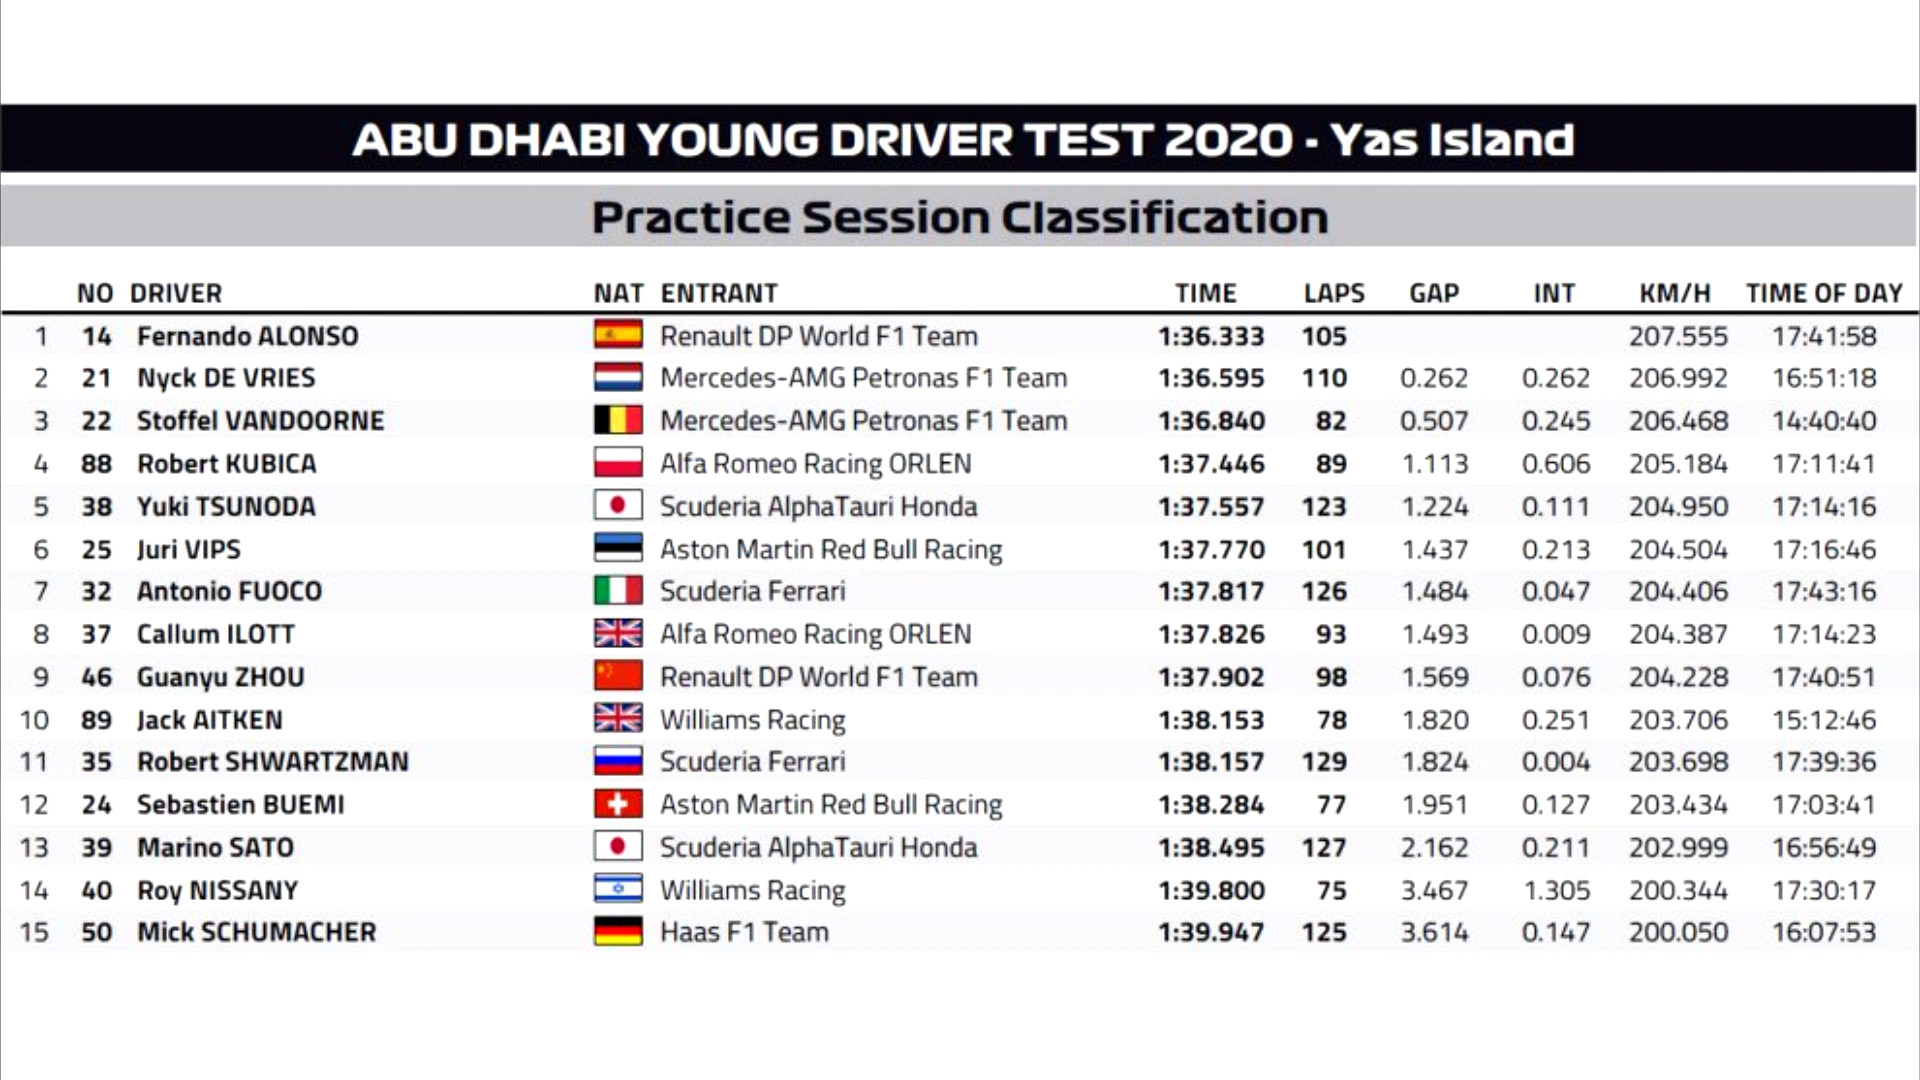 ABU DHABI YOUNG DRIVER TEST 2020 - Yas Island
Practice Session Classification
NO DRIVER NAT ENTRANT TIME LAPS GAP INT KM/H TIME OF DAY
1 14 Fernando ALONSO Renault DP World F1 Team 1:36.333 105 207.555 17:41:58
2 21 Nyck DE VRIES Mercedes-AMG Petronas F1 Team 1:36.595 110 0.262 0.262 206.992 16:51:18
3 22 Stoffel VANDOORNE Mercedes-AMG Petronas F1 Team 1:36.840 82 0.507 0.245 206.468 14:40:40
4 88 Robert KUBICA Alfa Romeo Racing ORLEN 1:37.446 89 1.113 0.606 205.184 17:11:41
5 38 Yuki TSUNODA Scuderia AlphaTauri Honda 1:37.557 123 1.224 0.111 204.950 17:14:16
6 25 Juri VIPS Aston Martin Red Bull Racing 1:37.770 101 1.437 0.213 204.504 17:16:46
7 32 Antonio FUOCO Scuderia Ferrari 1:37.817 126 1.484 0.047 204.406 17:43:16
8 37 Callum ILOTT Alfa Romeo Racing ORLEN 1:37.826 93 1.493 0.009 204.387 17:14:23
9 46 Guanyu ZHOU Renault DP World F1 Team 1:37.902 98 1.569 0.076 204.228 17:40:51
10 89 Jack AITKEN Williams Racing 1:38.153 78 1.820 0.251 203.706 15:12:46
11 35 Robert SHWARTZMAN Scuderia Ferrari 1:38.157 129 1.824 0.004 203.698 17:39:36
12 24 Sebastien BUEMI Aston Martin Red Bull Racing 1:38.284 77 1.951 0.127 203.434 17:03:41
13 39 Marino SATO Scuderia AlphaTauri Honda 1:38.495 127 2.162 0.211 202.999 16:56:49
14 40 Roy NISSANY Williams Racing 1:39.800 75 3.467 1.305 200.344 17:30:17
15 50 Mick SCHUMACHER Haas F1 Team 1:39.947 125 3.614 0.147 200.050 16:07:53